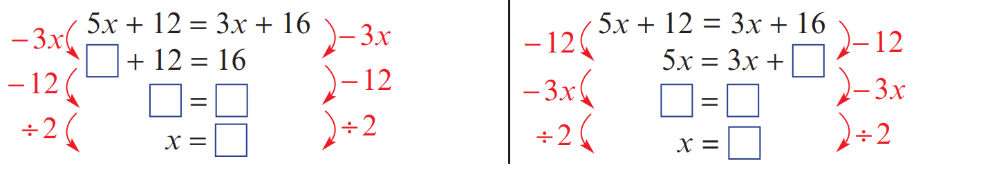 5x + 12 = 3x + 16
−3x −3x
□ + 12 = 16
−12 −12
□ = □
÷2 ÷2
x = □
5x + 12 = 3x + 16
−12 −12
5x = 3x + □
−3x −3x
□ = □
÷2 ÷2
x = □